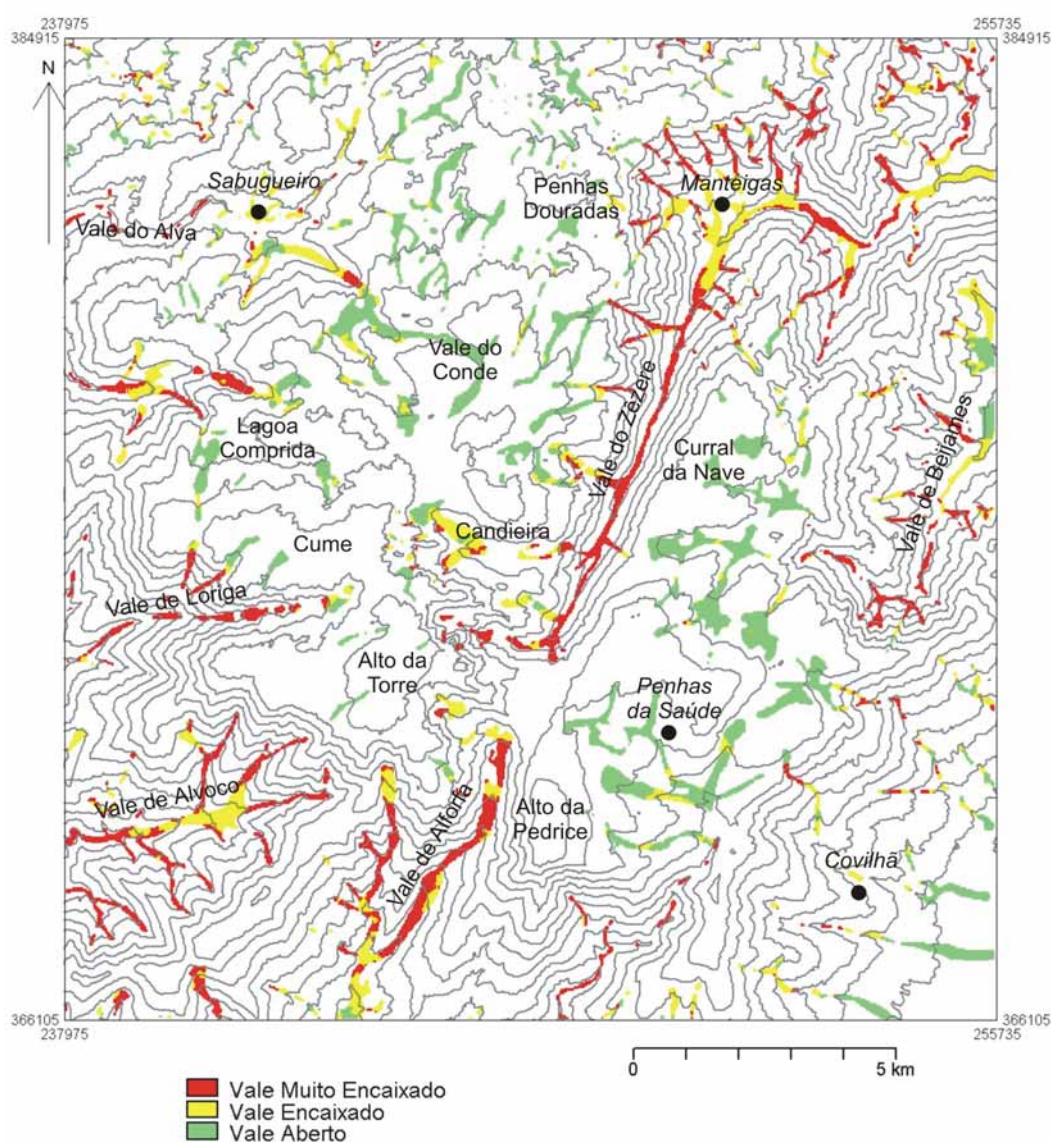 237975
255735
384915
384915
N
Sabugueiro
Penhas
Douradas
Manteigas
Vale do Alva
Vale do
Conde
Vale do Zezere
Lagoa
Comprida
Curral
da Nave
Vale de Beijames
Candieira
Cume
Vale de Loriga
Alto da
Torre
Penhas
da Saúde
Vale de Alvoco
Vale de Alforfa
Alto da
Pedrice
Covilhã
366105
366105
237975
255735
0
5 km
Vale Muito Encaixado
Vale Encaixado
Vale Aberto